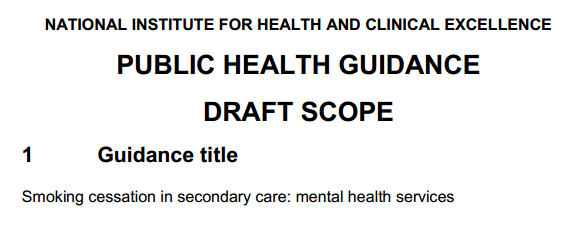 NATIONAL INSTITUTE FOR HEALTH AND CLINICAL EXCELLENCE
PUBLIC HEALTH GUIDANCE
DRAFT SCOPE
1 Guidance title
Smoking cessation in secondary care: mental health services